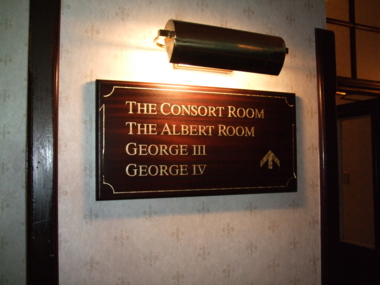 THE CONSORT ROOM
THE ALBERT ROOM
GEORGE III
GEORGE IV